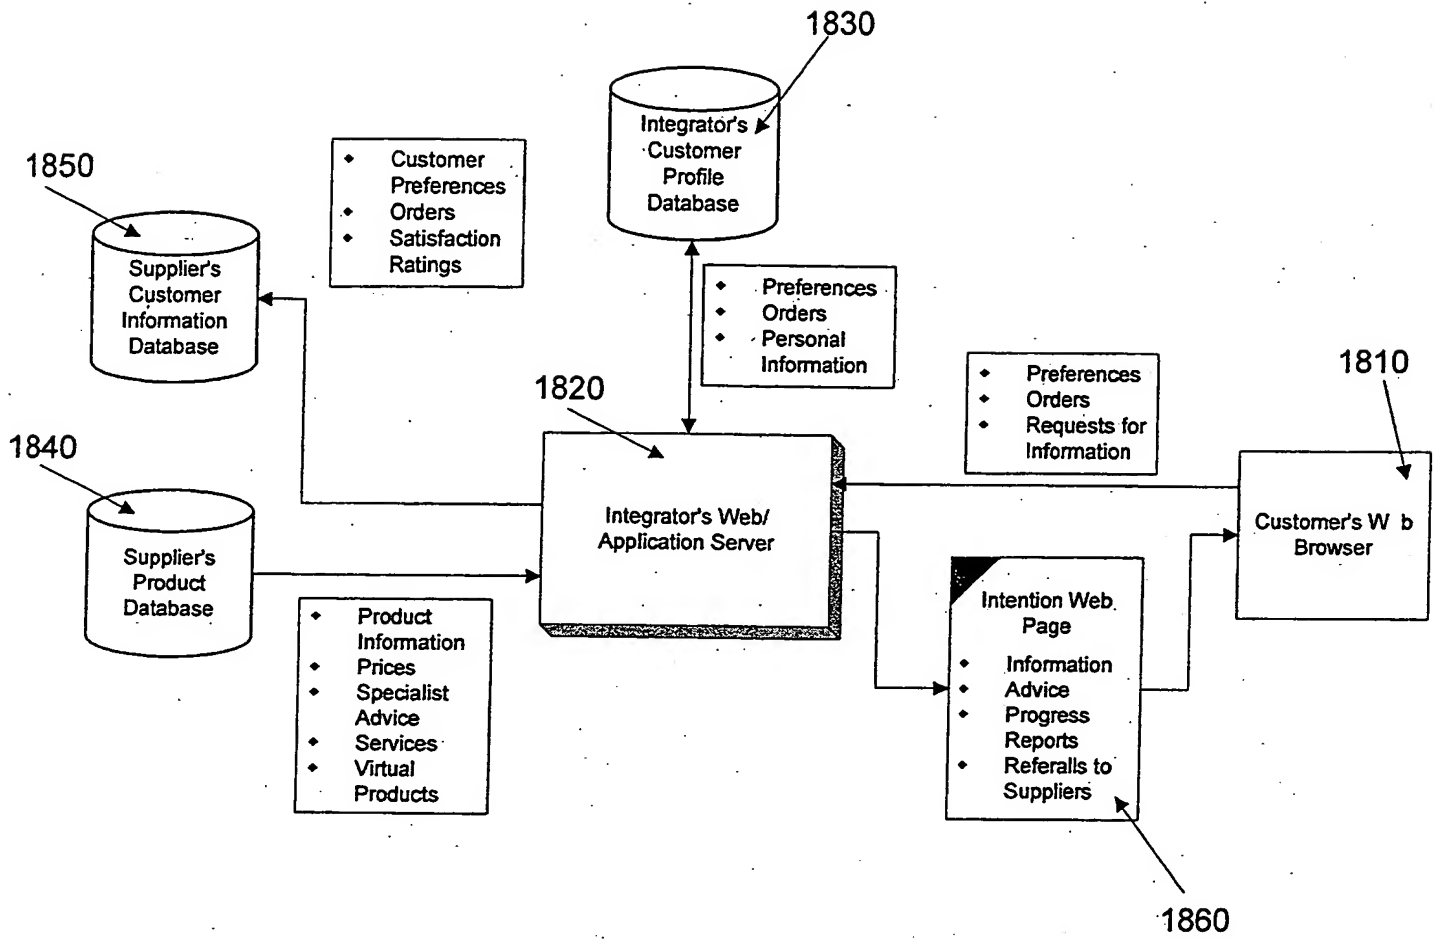 1830
Integrator's
Customer
Profile
Database
1850
Supplier's
Customer
Information
Database
◆ Customer
Preferences
◆ Orders
◆ Satisfaction
Ratings
◆ Preferences
◆ Orders
◆ Personal
Information
1820
Integrator's Web/
Application Server
1840
Supplier's
Product
Database
◆ Product
Information
◆ Prices
◆ Specialist
Advice
◆ Services
◆ Virtual
Products
◆ Preferences
◆ Orders
◆ Requests for
Information
1810
Customer's W b
Browser
Intention Web
Page
◆ Information
◆ Advice
◆ Progress
Reports
◆ Referalls to
Suppliers
1860